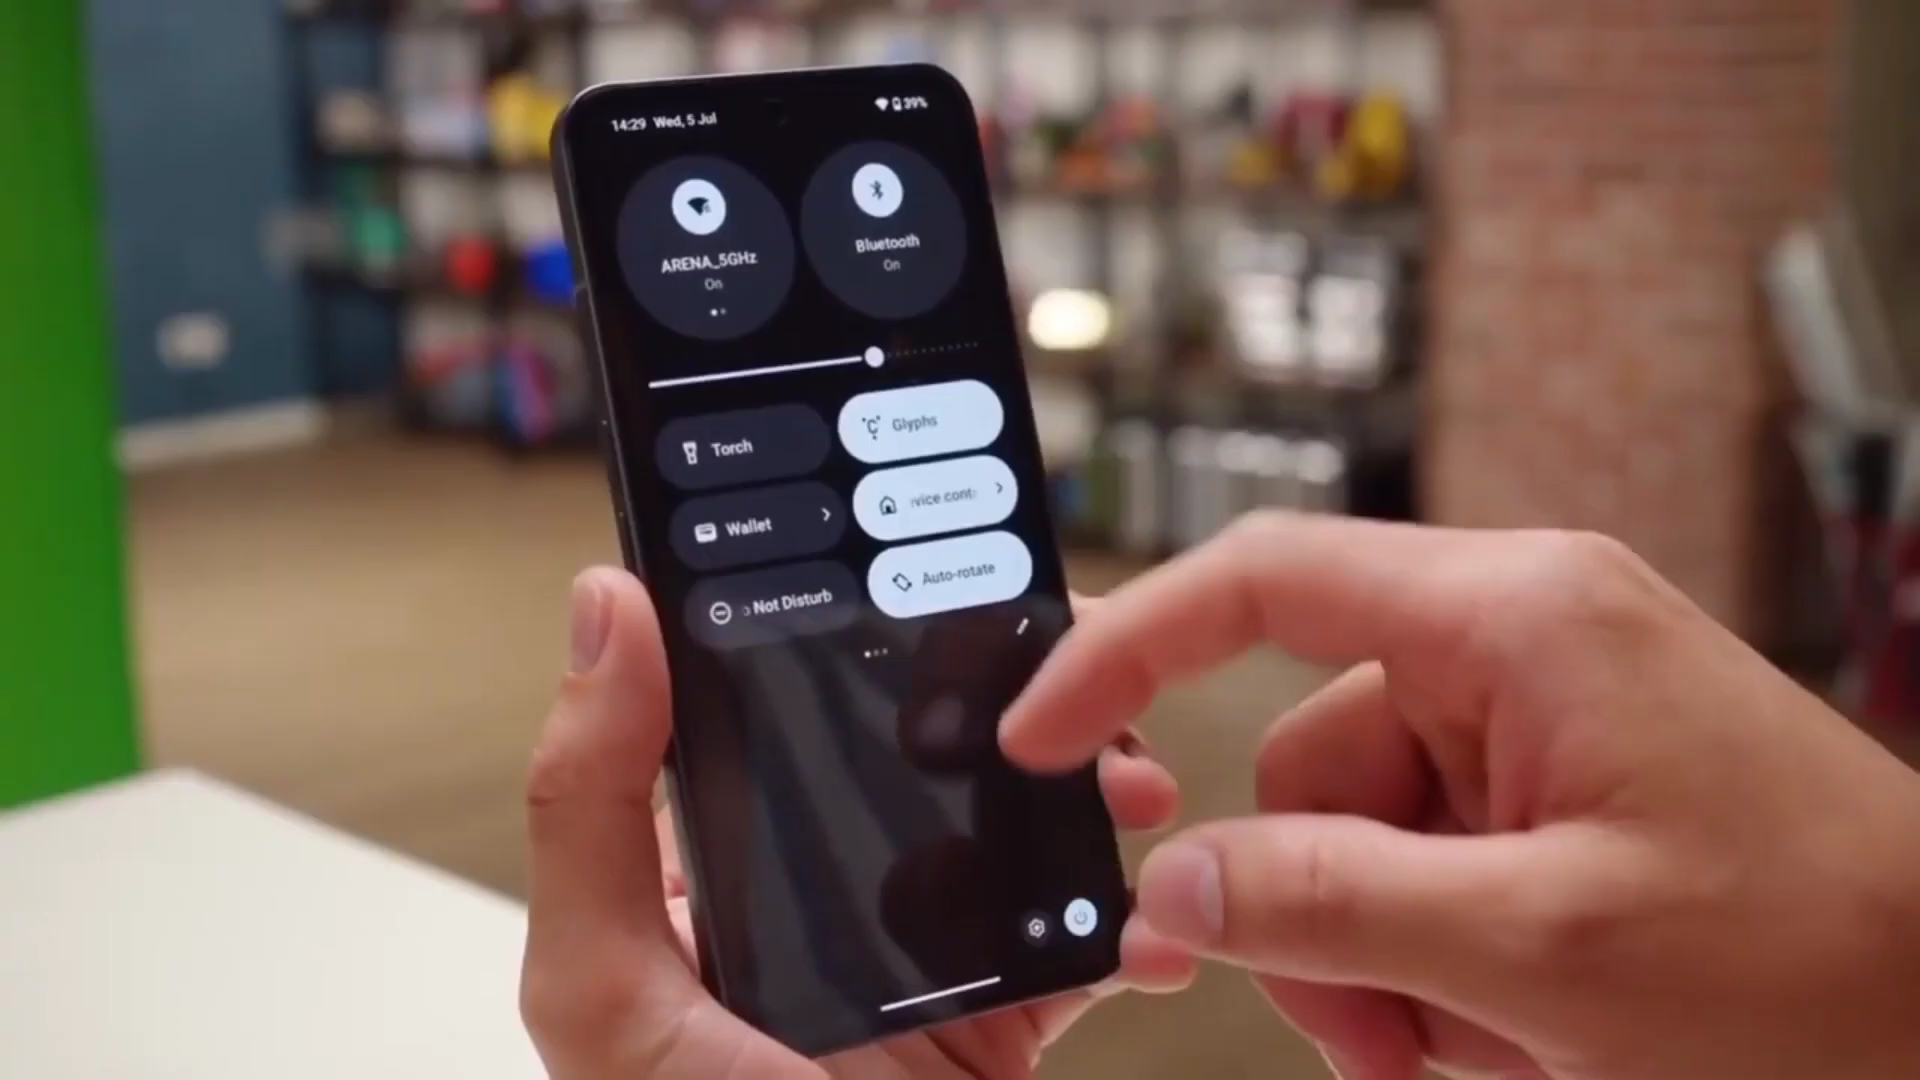 14:29 Wed, 5 Jul
39%
ARENA_5GHz
On
Bluetooth
On
Torch
Glyphs
Wallet
vice cont
Not Disturb
Auto-rotate